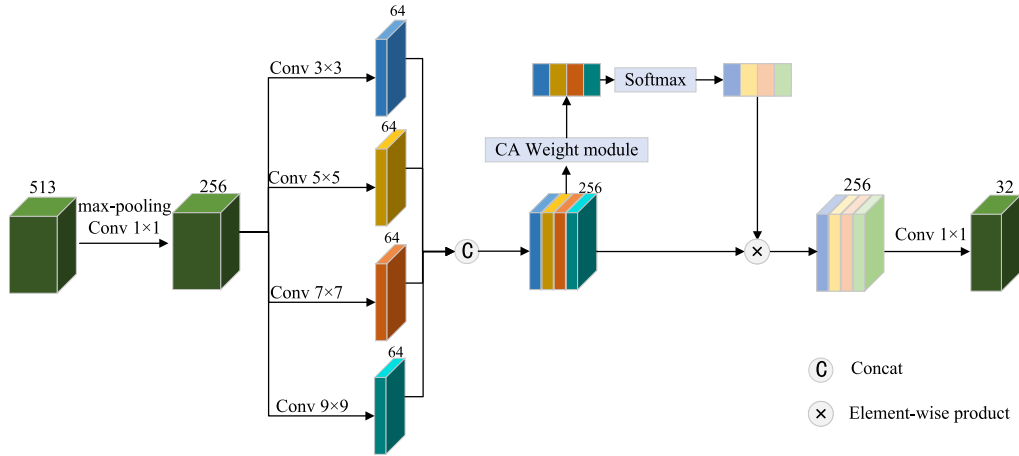 513
max-pooling
Conv 1×1
256
Conv 3×3
64
Conv 5×5
64
Conv 7×7
64
Conv 9×9
64
C
256
CA Weight module
Softmax
×
256
Conv 1×1
32
C Concat
× Element-wise product